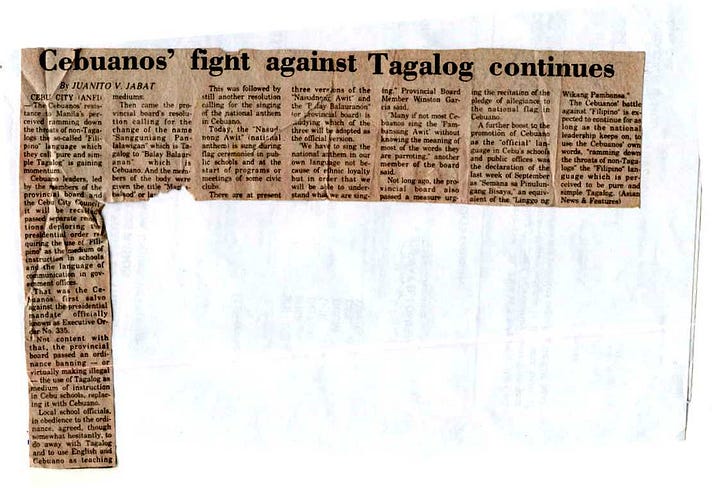 Cebuanos' fight against Tagalog continues
By JUANITO V. JABAT
CEBU CITY (ANFI)
— The Cebuanos' resis-
tance to Manila's per-
ceived ramming down
the throats of non-Taga-
logs the so-called "Fili-
pino" language which
they call pure and sim-
ple Tagalog" is gaining
momentum.
Cebuano leaders, led
by the members of the
provincial board and
the Cebu City Council
it will be recalled
passed separate resolu-
tions deploring the
presidential order re-
quiring the use of "Fili-
pino" as the medium of
instruction in schools
and the language of
communication in gov-
ernment offices.
That was the Ce-
buanos' first salvo
against the presidential
mandate officially
known as Executive Or-
der No. 335.
Not content with
that, the provincial
board passed an ordi-
nance banning — or
virtually making illegal
— the use of Tagalog as
medium of instruction
in Cebu schools, replac-
ing it with Cebuano.
Local school officials,
in obedience to the ordi-
nance, agreed, though
somewhat hesitantly, to
do away with Tagalog
and to use English and
Cebuano as teaching
mediums.
Then came the pro-
vincial board's resolu-
tion calling for the
change of the name
"Sangguniang Pan-
lalawigan" which is Ta-
galog to "Balay Balaug-
anan" which is
Cebuano. And the mem-
bers of the body were
given the title
or
This was followed by
still another resolution
calling for the singing
of the national anthem
in Cebuano.
Today, the "Nasud-
nong Awit" (national
anthem) is sung during
flag ceremonies at pub-
lic schools and at the
start of programs or
meetings of some civic
clubs.
There are at present
three versions of the
"Nasudnong Awit" and
the "Balay Balauranon"
(or provincial board) is
studying which of the
three will be adopted as
the official version.
"We have to sing the
national anthem in our
own language not be-
cause of ethnic loyalty
but in order that we
will be able to under-
stand what we are sing-
ing," Provincial Board
Member Winston Gar-
cia said.
"Many if not most Ce-
buanos sing the Pam-
bansang Awit without
knowing the meaning of
most of the words they
are parroting," another
member of the board
said.
Not long ago, the pro-
vincial board also
passed a measure urg-
ing the recitation of the
pledge of allegiance to
the national flag in
Cebuano.
A further boost to the
promotion of Cebuano
as the "official" lan-
guage in Cebu's schools
and public offices was
the declaration of the
last week of September
as "Semana sa Pinulon-
gang Binisaya," an equiv-
ient of the "Linggo ng
Wikang Pambansa."
The Cebuanos' battle
against "Filipino" is ex-
pected to continue for as
long as the national
leadership keeps on, to
use the Cebuanos' own
words, "ramming down
the throats of non-Taga-
logs" the "Filipino" lan-
guage which is per-
ceived to be pure and
simple Tagalog. (Asian
News & Features)